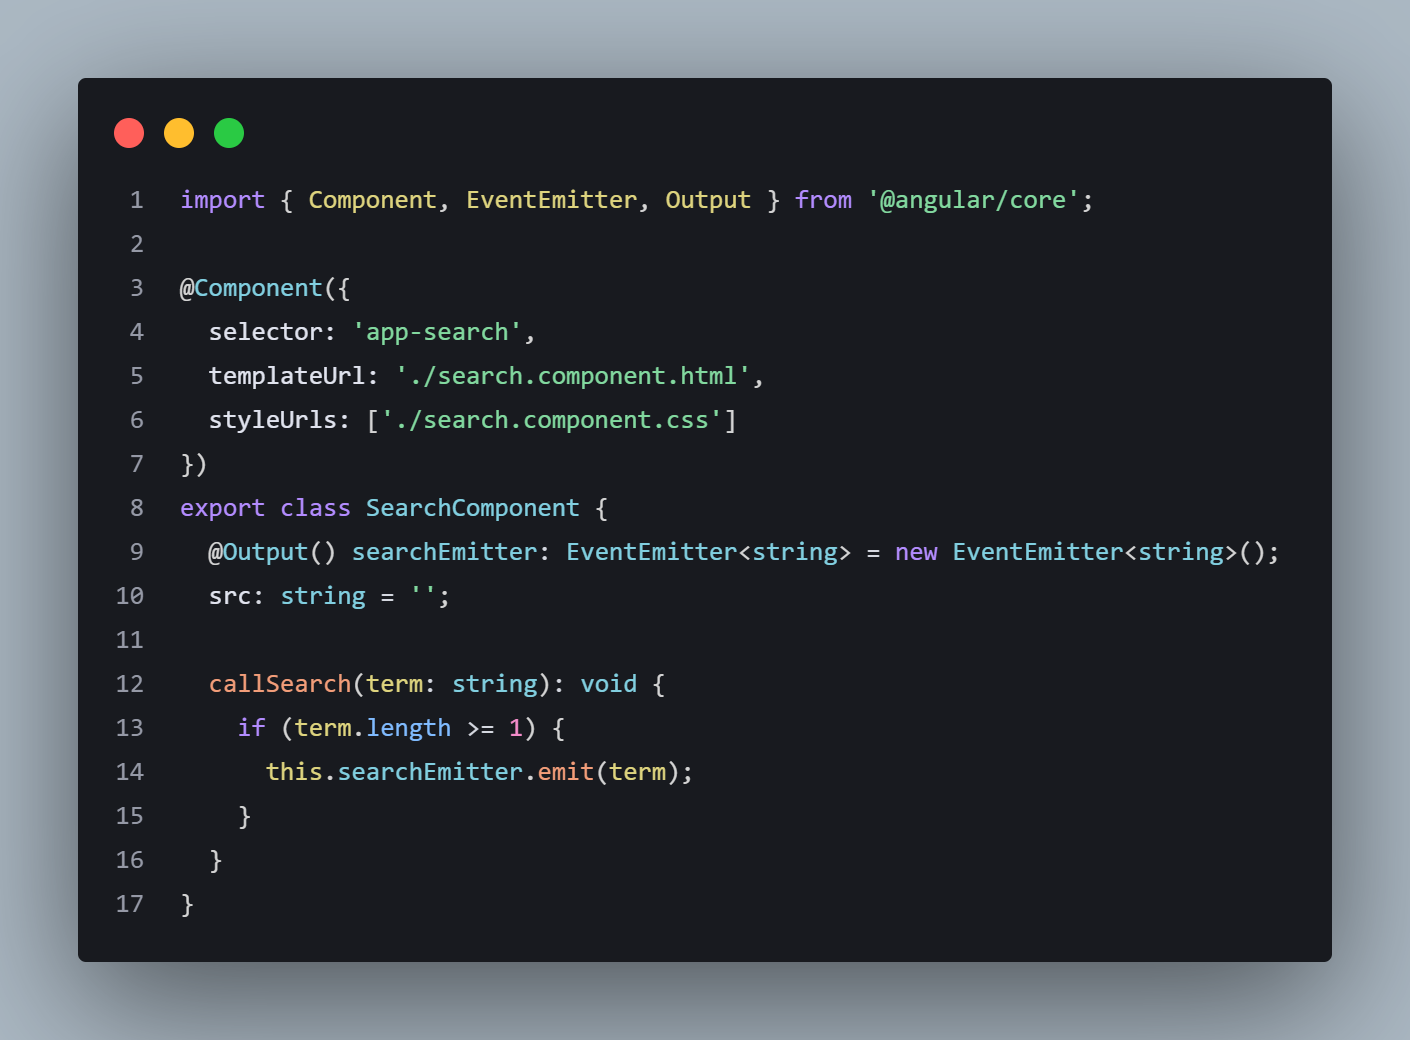 1 import { Component, EventEmitter, Output } from '@angular/core';
2
3 @Component({
4   selector: 'app-search',
5   templateUrl: './search.component.html',
6   styleUrls: ['./search.component.css']
7 })
8 export class SearchComponent {
9   @Output() searchEmitter: EventEmitter<string> = new EventEmitter<string>();
10   src: string = '';
11
12   callSearch(term: string): void {
13     if (term.length >= 1) {
14       this.searchEmitter.emit(term);
15     }
16   }
17 }